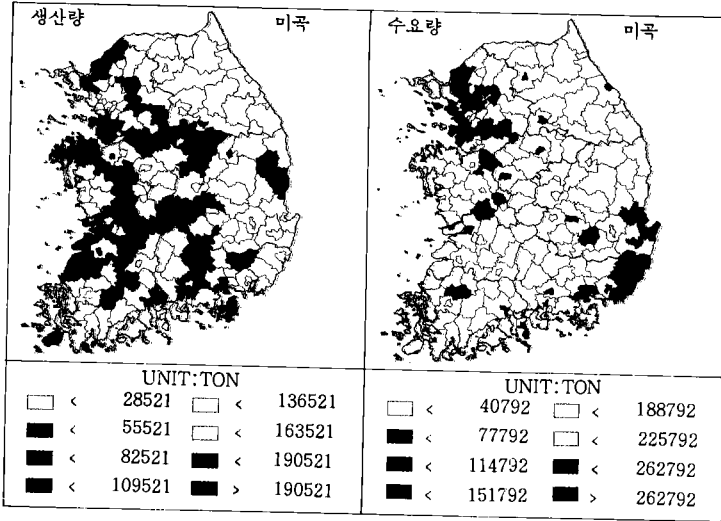 생산량 미곡
UNIT:TON
< 28521 < 136521
< 55521 < 163521
< 82521 < 190521
< 109521 > 190521
수요량 미곡
UNIT:TON
< 40792 < 188792
< 77792 < 225792
< 114792 < 262792
< 151792 > 262792